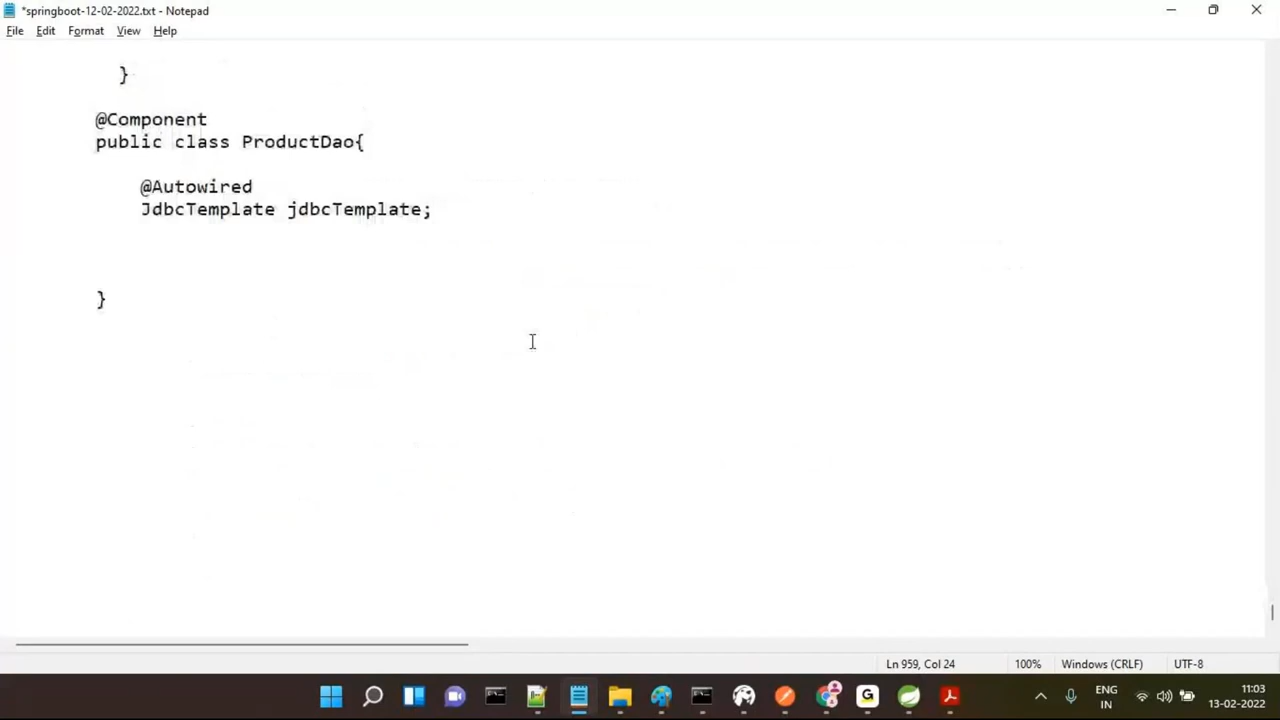 *springboot-12-02-2022.txt - Notepad
File Edit Format View Help
}
@Component
public class ProductDao{
@Autowired
JdbcTemplate jdbcTemplate;
}
Ln 959, Col 24 100% Windows (CRLF) UTF-8
ENG
IN
11:03
13-02-2022